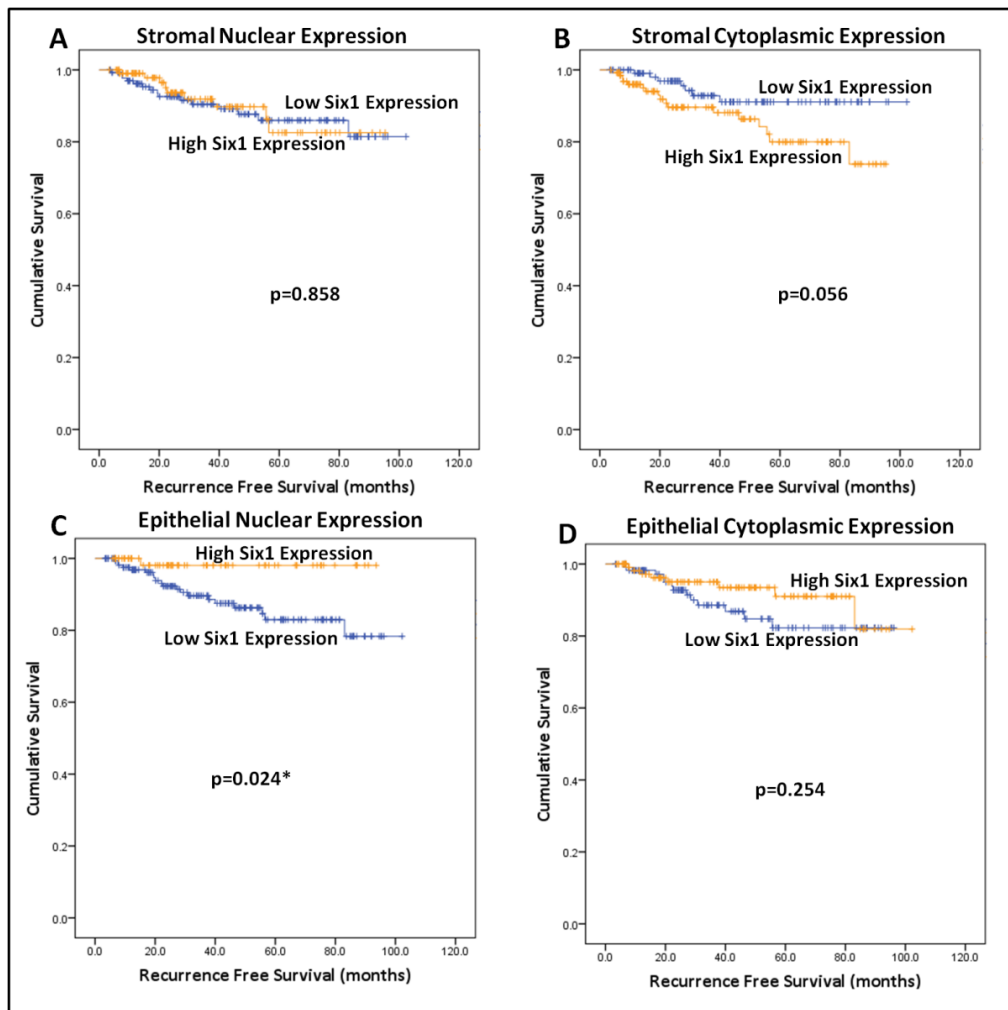 A
Stromal Nuclear Expression
1.0
0.8
0.6
0.4
0.2
0.0
Cumulative Survival
Low Six1 Expression
High Six1 Expression
p=0.858
0.0 20.0 40.0 60.0 80.0 100.0 120.0
Recurrence Free Survival (months)
B
Stromal Cytoplasmic Expression
1.0
0.8
0.6
0.4
0.2
0.0
Cumulative Survival
Low Six1 Expression
High Six1 Expression
p=0.056
0.0 20.0 40.0 60.0 80.0 100.0 120.0
Recurrence Free Survival (months)
C
Epithelial Nuclear Expression
1.0
0.8
0.6
0.4
0.2
0.0
Cumulative Survival
High Six1 Expression
Low Six1 Expression
p=0.024*
0.0 20.0 40.0 60.0 80.0 100.0 120.0
Recurrence Free Survival (months)
D
Epithelial Cytoplasmic Expression
1.0
0.8
0.6
0.4
0.2
0.0
Cumulative Survival
High Six1 Expression
Low Six1 Expression
p=0.254
0.0 20.0 40.0 60.0 80.0 100.0 120.0
Recurrence Free Survival (months)